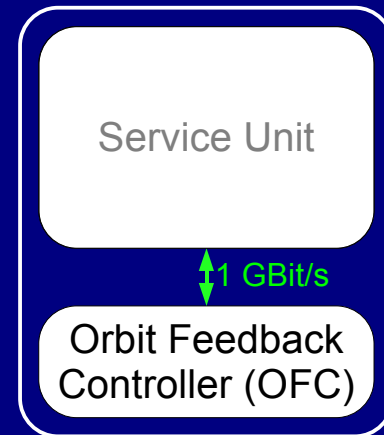 Service Unit
1 GBit/s
Orbit Feedback
Controller (OFC)